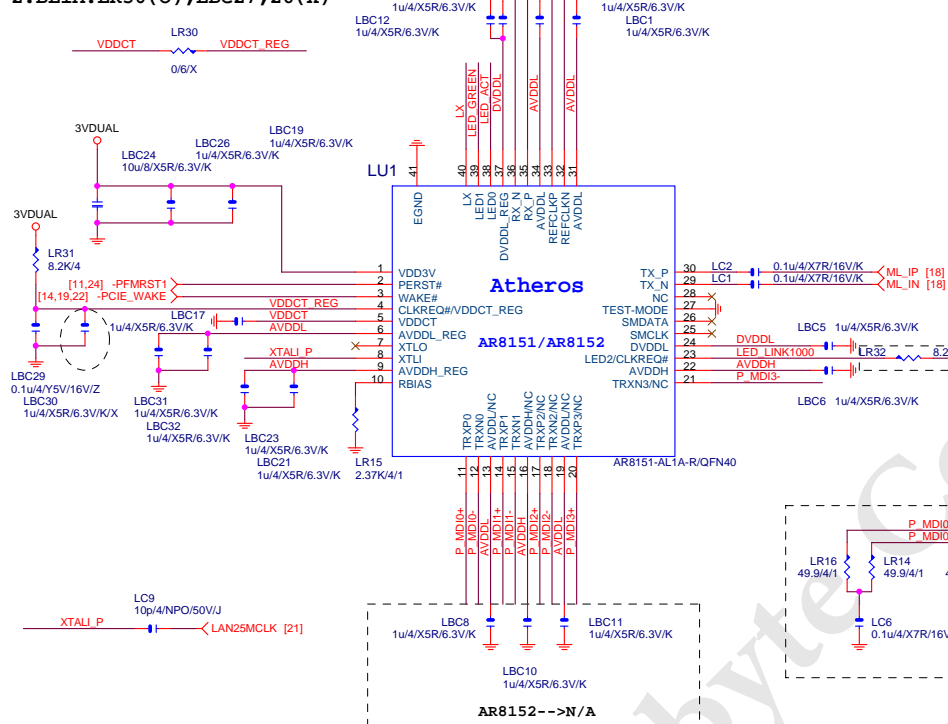 2.BEIM:LR30(O),LBC27,26(X)
1u/4/X5R/6.3V/K
LBC12
1u/4/X5R/6.3V/K
1u/4/X5R/6.3V/K
LBC1
1u/4/X5R/6.3V/K
VDDCT
LR30
VDDCT_REG
0/6/X
LX
LED_GREEN
LED_ACT
DVDDL
AVDDL
AVDDL
3VDUAL
LBC24
10u/8/X5R/6.3V/K
LBC26
1u/4/X5R/6.3V/K
LBC19
1u/4/X5R/6.3V/K
LU1
41
40
39
38
37
36
35
34
33
32
31
EGND
LX
LED1
LED0
DVDDL_REG
RX_N
RX_P
AVDDL
REFCLKP
REFCLKN
AVDDL
3VDUAL
LR31
8.2K/4
[11,24] -PFMRST1
[14,19,22] -PCIE_WAKE
VDDCT_REG
VDDCT
AVDDL
XTALI_P
AVDDH
1 VDD3V
2 PERST#
3 WAKE#
4 CLKREQ#/VDDCT_REG
5 VDDCT
6 AVDDL_REG
7 XTLO
8 XTLI
9 AVDDH_REG
10 RBIAS
Atheros
AR8151/AR8152
TX_P 30
TX_N 29
NC 28
TEST-MODE 27
SMDATA 26
SMCLK 25
DVDDL 24
LED2/CLKREQ# 23
AVDDH 22
TRXN3/NC 21
LC2 0.1u/4/X7R/16V/K ML_IP [18]
LC1 0.1u/4/X7R/16V/K ML_IN [18]
DVDDL
LED_LINK1000
AVDDH
P_MDI3-
LBC5 1u/4/X5R/6.3V/K
LR32
8.2
LBC6 1u/4/X5R/6.3V/K
LBC17
1u/4/X5R/6.3V/K
LBC29
0.1u/4/Y5V/16V/Z
LBC30
1u/4/X5R/6.3V/K/X
LBC31
1u/4/X5R/6.3V/K
LBC32
1u/4/X5R/6.3V/K
LBC23
1u/4/X5R/6.3V/K
LBC21
1u/4/X5R/6.3V/K
LR15
2.37K/4/1
TRXP0
TRXN0
AVDDL/NC
TRXP1
TRXN1
AVDDH/NC
TRXP2/NC
TRXN2/NC
AVDDL/NC
TRXP3/NC
AR8151-AL1A-R/QFN40
11
12
13
14
15
16
17
18
19
20
P_MDI0+
P_MDI0-
AVDDL
P_MDI1+
P_MDI1-
AVDDH
P_MDI2+
P_MDI2-
AVDDL
P_MDI3+
P_MDI0
P_MDI0
LR16
49.9/4/1
LR14
49.9/4/1
LC6
0.1u/4/X7R/16V
LC9
10p/4/NPO/50V/J
XTALI_P
LAN25MCLK [21]
LBC8
1u/4/X5R/6.3V/K
LBC11
1u/4/X5R/6.3V/K
LBC10
1u/4/X5R/6.3V/K
AR8152-->N/A
byte Co